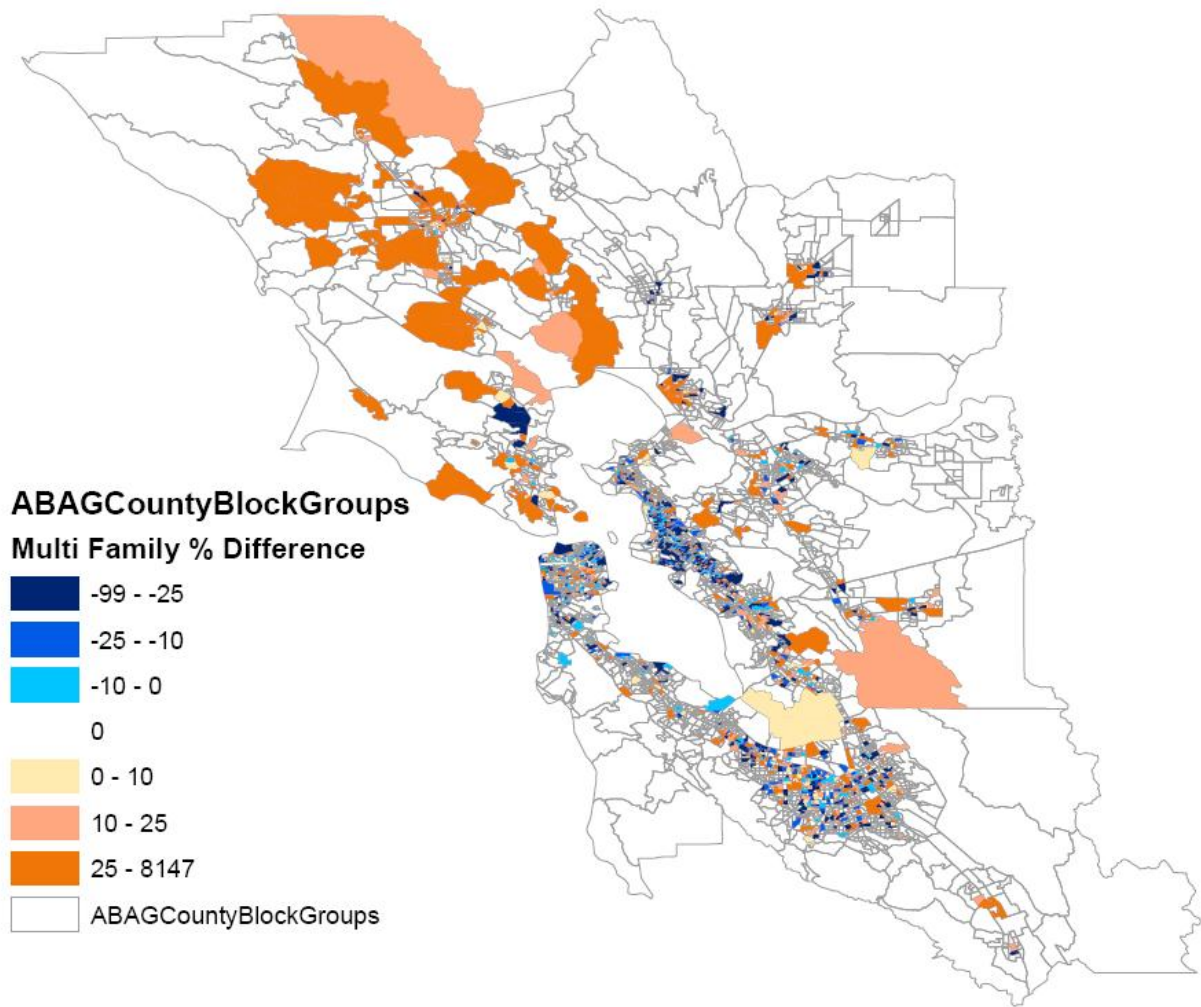 ABAGCountyBlockGroups
Multi Family % Difference
-99 - -25
-25 - -10
-10 - 0
0
0 - 10
10 - 25
25 - 8147
ABAGCountyBlockGroups